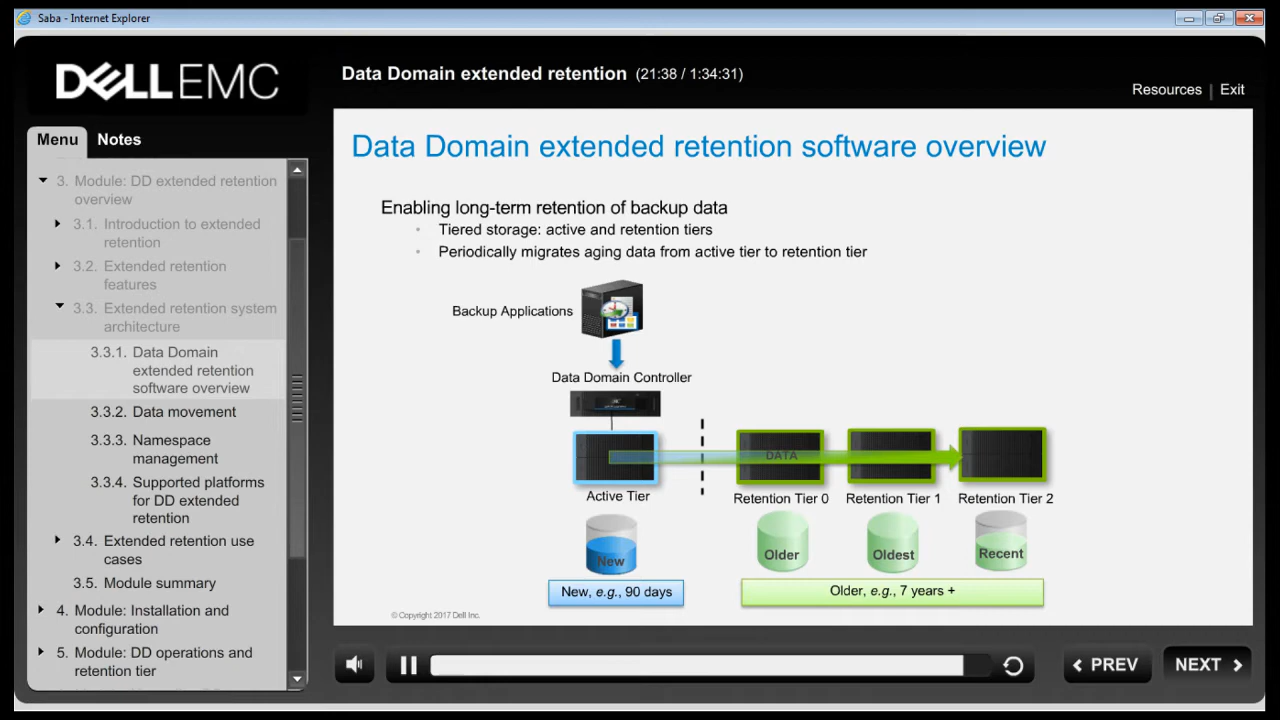 Saba - Internet Explorer
DELLEMC
Data Domain extended retention (21:38 / 1:34:31)
Resources | Exit
Menu
Notes
3. Module: DD extended retention
overview
3.1. Introduction to extended
retention
3.2. Extended retention
features
3.3. Extended retention system
architecture
3.3.1. Data Domain
extended retention
software overview
3.3.2. Data movement
3.3.3. Namespace
management
3.3.4. Supported platforms
for DD extended
retention
3.4. Extended retention use
cases
3.5. Module summary
4. Module: Installation and
configuration
5. Module: DD operations and
retention tier
Data Domain extended retention software overview
Enabling long-term retention of backup data
• Tiered storage: active and retention tiers
• Periodically migrates aging data from active tier to retention tier
Backup Applications
Data Domain Controller
DATA
Active Tier
Retention Tier 0
Retention Tier 1
Retention Tier 2
New
Older
Oldest
Recent
New, e.g., 90 days
Older, e.g., 7 years +
© Copyright 2017 Dell Inc.
PREV
NEXT